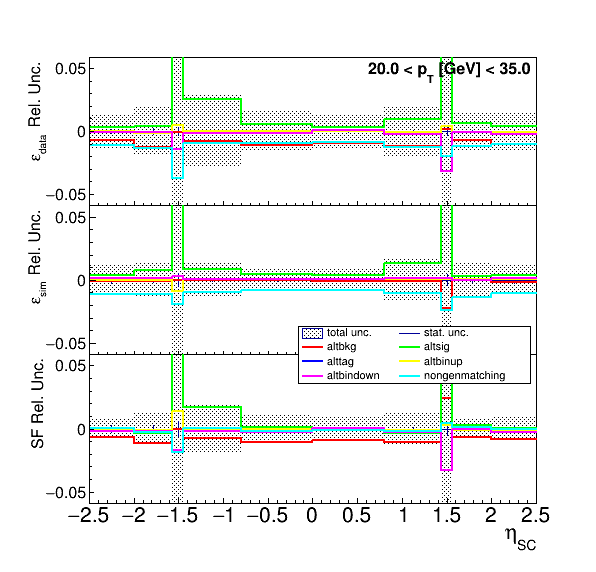 20.0 < p_T [GeV] < 35.0
ε_data Rel. Unc.
0.05
0
−0.05
ε_sim Rel. Unc.
0.05
0
−0.05
total unc. stat. unc.
altbkg altsig
alttag altbinup
altbindown nongenmatching
SF Rel. Unc.
0.05
0
−0.05
−2.5 −2 −1.5 −1 −0.5 0 0.5 1 1.5 2 2.5
η_SC